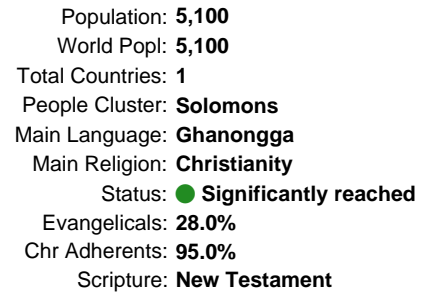 Population: 5,100
World Popl: 5,100
Total Countries: 1
People Cluster: Solomons
Main Language: Ghanongga
Main Religion: Christianity
Status: Significantly reached
Evangelicals: 28.0%
Chr Adherents: 95.0%
Scripture: New Testament